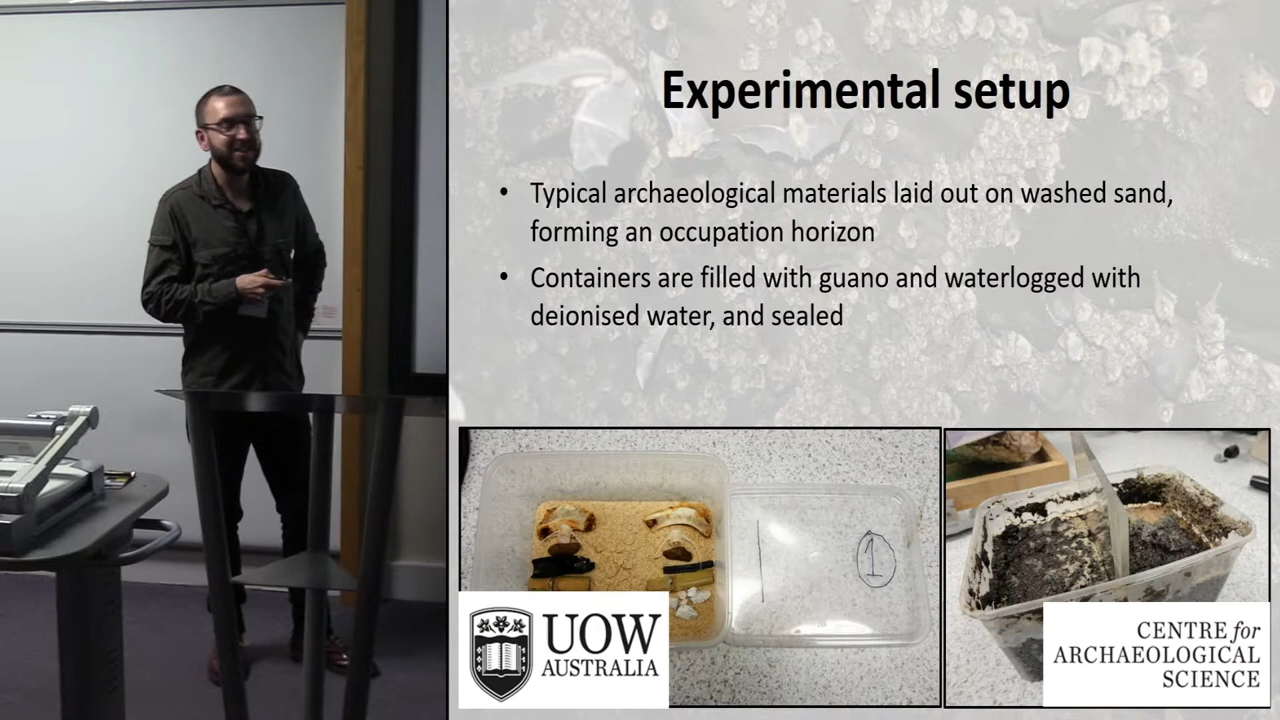 Experimental setup
• Typical archaeological materials laid out on washed sand,
forming an occupation horizon
• Containers are filled with guano and waterlogged with
deionised water, and sealed
1
UOW
AUSTRALIA
CENTRE for
ARCHAEOLOGICAL
SCIENCE